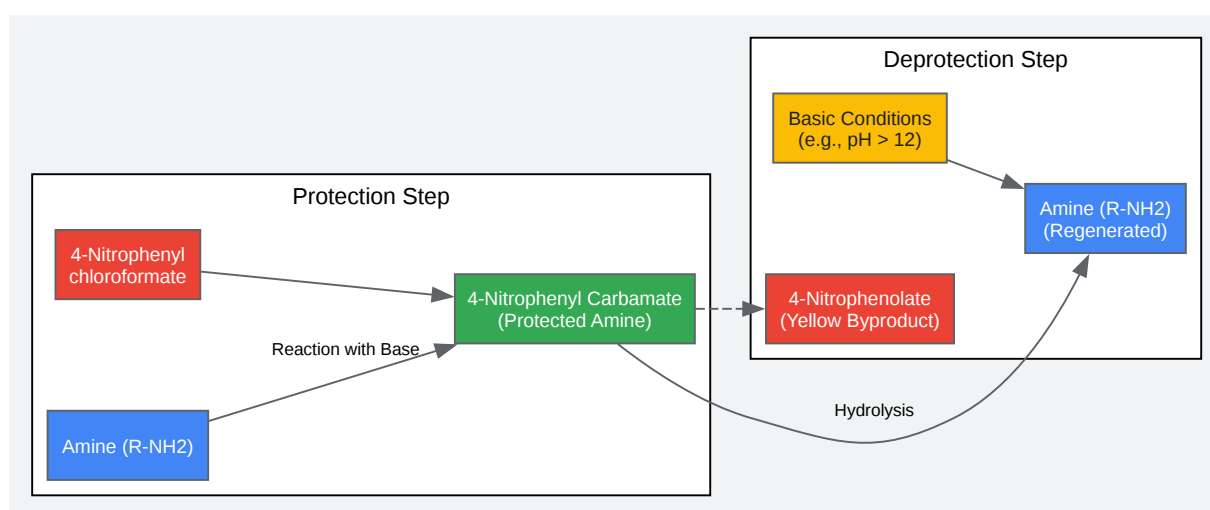 Protection Step
4-Nitrophenyl
chloroformate
Amine (R-NH2)
Reaction with Base
4-Nitrophenyl Carbamate
(Protected Amine)
Deprotection Step
Basic Conditions
(e.g., pH > 12)
Amine (R-NH2)
(Regenerated)
4-Nitrophenolate
(Yellow Byproduct)
Hydrolysis